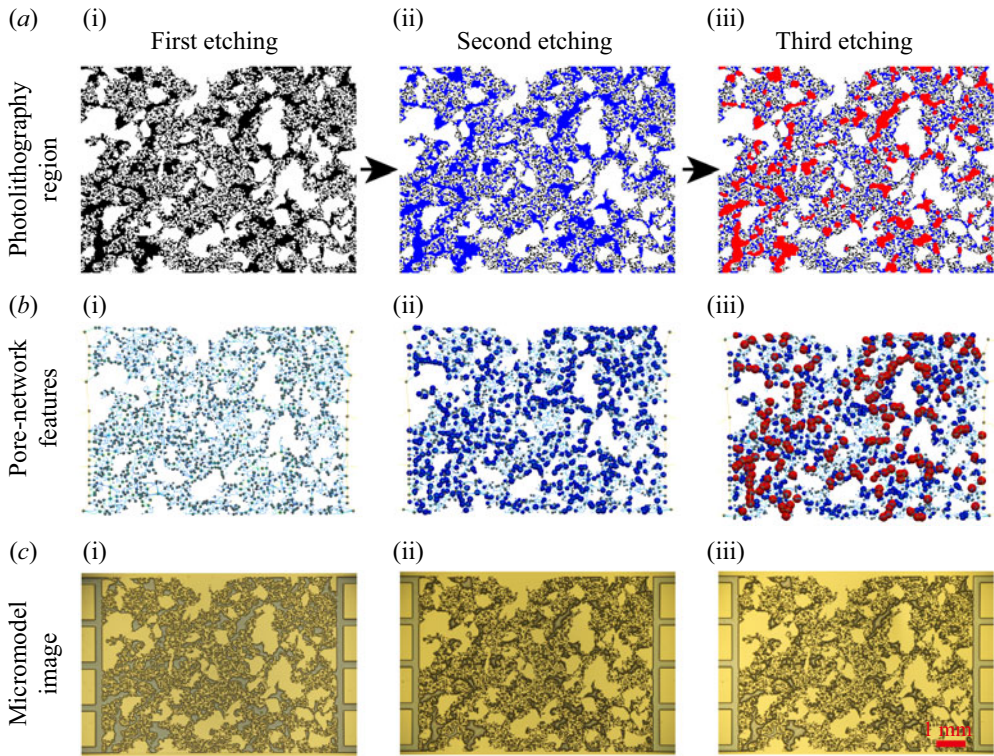 (a) (i) (ii) (iii)
First etching Second etching Third etching
Photolithography
region
(b) (i) (ii) (iii)
Pore-network
features
(c) (i) (ii) (iii)
Micromodel
image
1 mm